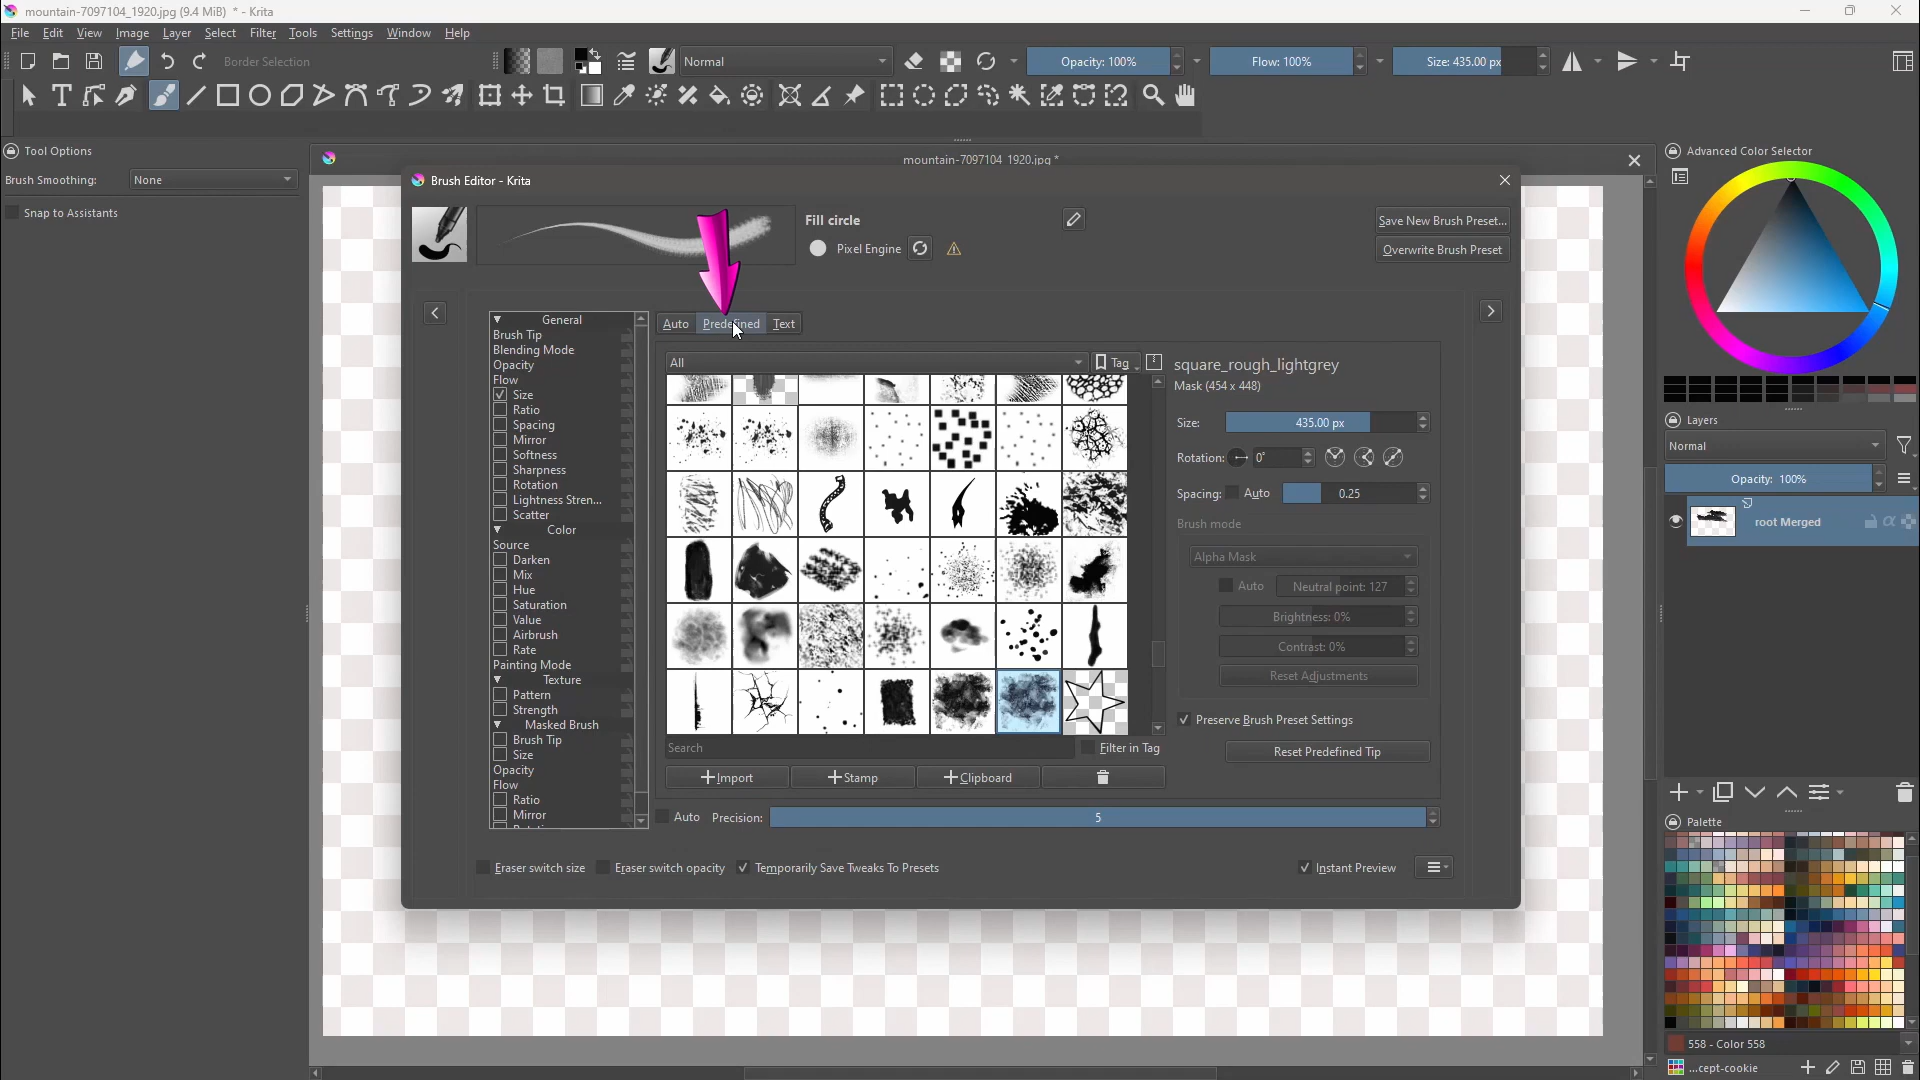 mountain-7097104_1920.jpg (9.4 MiB) * - Krita
File Edit View Image Layer Select Filter Tools Settings Window Help
Border Selection
Normal
Opacity: 100%
Flow: 100%
Size: 435.00 px
Tool Options
Brush Smoothing: None
Snap to Assistants
mountain-7097104_1920.jpg *
Advanced Color Selector
Brush Editor - Krita
Fill circle
Pixel Engine
Save New Brush Preset...
Overwrite Brush Preset
General
Brush Tip
Blending Mode
Opacity
Flow
Size
Ratio
Spacing
Mirror
Softness
Sharpness
Rotation
Lightness Stren...
Scatter
Color
Source
Darken
Mix
Hue
Saturation
Value
Airbrush
Rate
Painting Mode
Texture
Pattern
Strength
Masked Brush
Brush Tip
Size
Opacity
Flow
Ratio
Mirror
Auto Predefined Text
All
Tag
square_rough_lightgrey
Mask (454 x 448)
Size: 435.00 px
Rotation: 0°
Spacing: Auto 0.25
Brush mode
Alpha Mask
Auto Neutral point: 127
Brightness: 0%
Contrast: 0%
Reset Adjustments
Preserve Brush Preset Settings
Reset Predefined Tip
Search
Filter in Tag
Import
Stamp
Clipboard
Auto Precision: 5
Eraser switch size Eraser switch opacity Temporarily Save Tweaks To Presets
Instant Preview
Layers
Normal
Opacity: 100%
root Merged
Palette
558 - Color 558
...cept-cookie